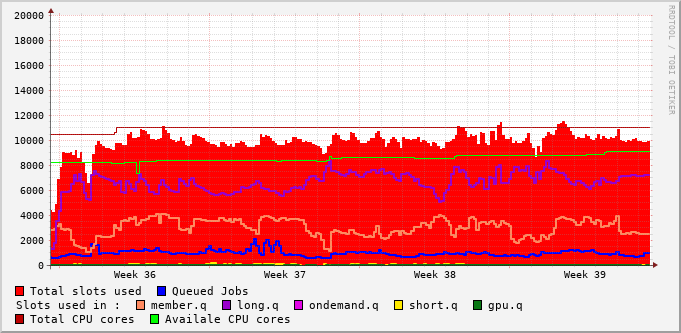 20000
18000
16000
14000
12000
10000
8000
6000
4000
2000
0
Week 36 Week 37 Week 38 Week 39
RRDTOOL / TOBI OETIKER
Total slots used Queued Jobs
Slots used in : member.q long.q ondemand.q short.q gpu.q
Total CPU cores Availale CPU cores